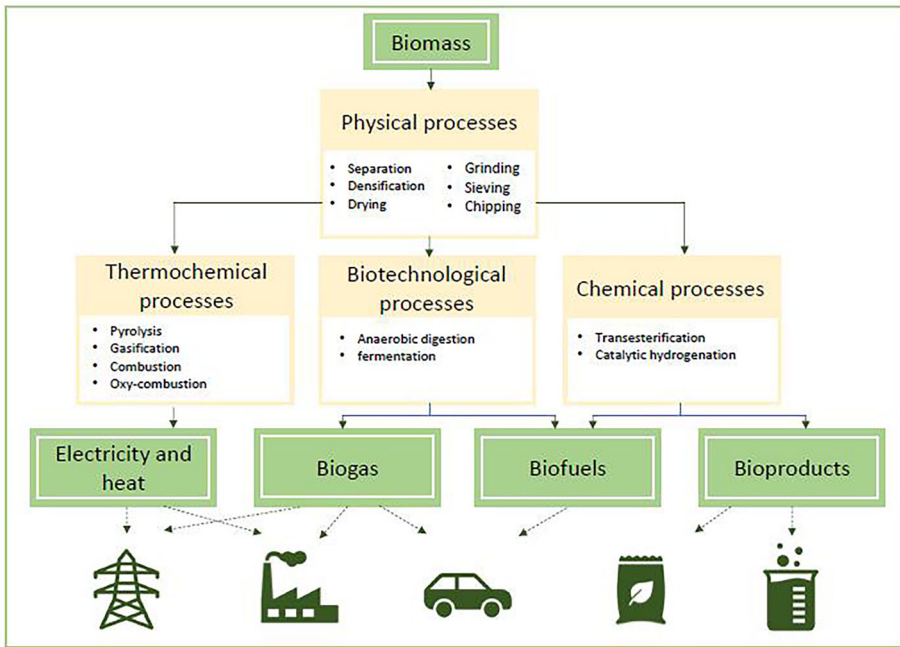 Biomass
Physical processes
• Separation
• Densification
• Drying
• Grinding
• Sieving
• Chipping
Thermochemical
processes
• Pyrolysis
• Gasification
• Combustion
• Oxy-combustion
Biotechnological
processes
• Anaerobic digestion
• fermentation
Chemical processes
• Transesterification
• Catalytic hydrogenation
Electricity and
heat
Biogas
Biofuels
Bioproducts